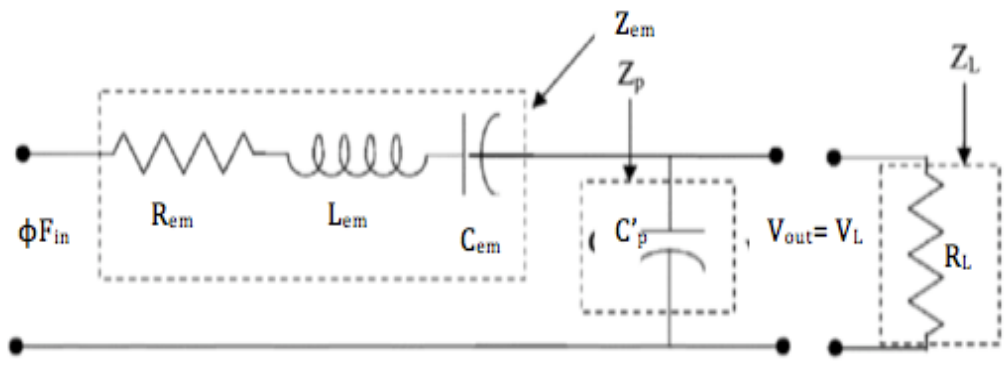 Zem
Zp
ZL
ϕFin
Rem
Lem
Cem
C'p
Vout= VL
RL